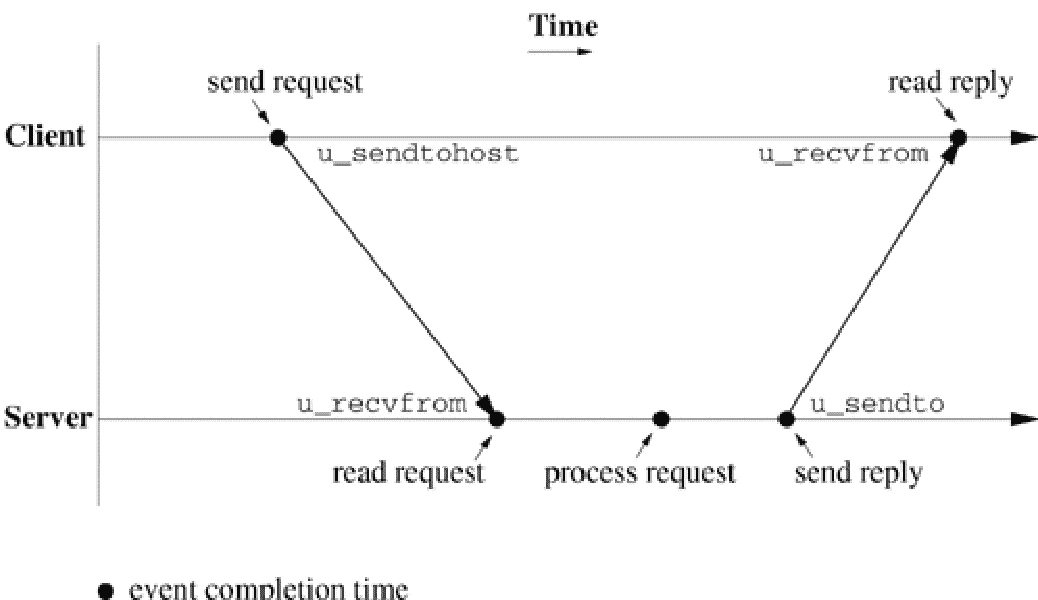 Time
send request
read reply
Client
u_sendtohost
u_recvfrom
u_recvfrom
u_sendto
Server
read request
process request
send reply
event completion time